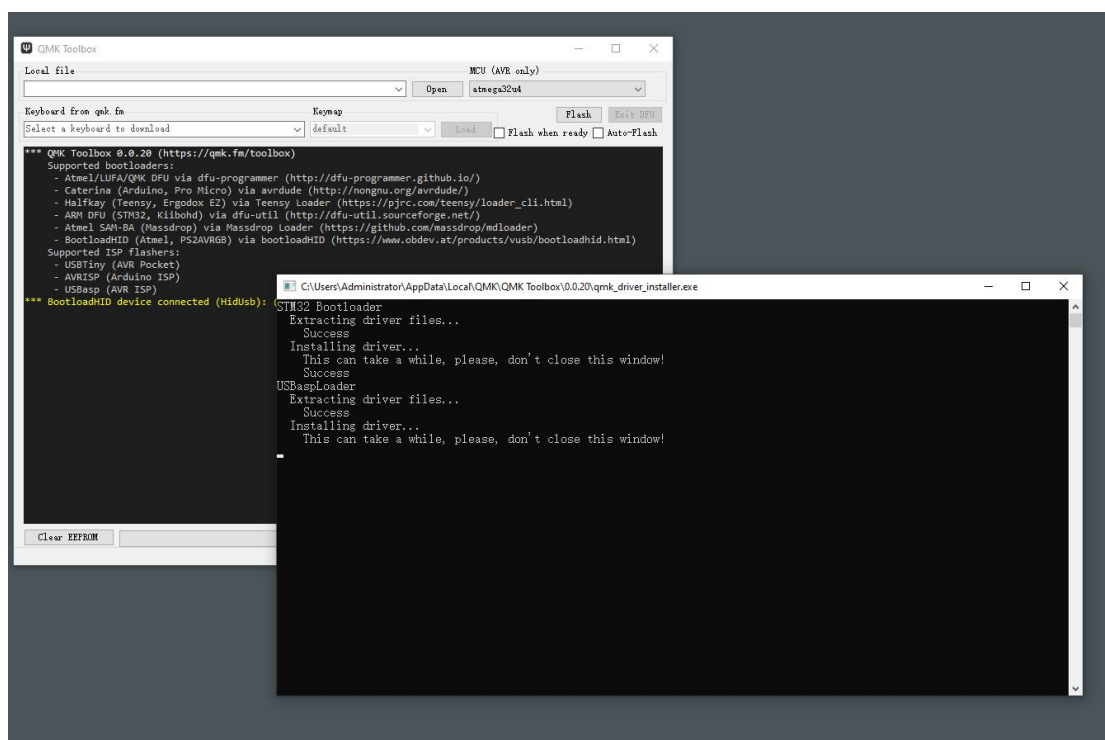 QMK Toolbox
Local file
MCU (AVR only)
Open
atmega32u4
Keyboard from qmk.fm
Keymap
Flash
Exit DFU
Select a keyboard to download
default
Load
Flash when ready
Auto-Flash
*** QMK Toolbox 0.0.20 (https://qmk.fm/toolbox)
Supported bootloaders:
- Atmel/LUFA/QMK DFU via dfu-programmer (http://dfu-programmer.github.io/)
- Caterina (Arduino, Pro Micro) via avrdude (http://nongnu.org/avrdude/)
- Halfkay (Teensy, Ergodox EZ) via Teensy Loader (https://pjrc.com/teensy/loader_cli.html)
- ARM DFU (STM32, Kiibohd) via dfu-util (http://dfu-util.sourceforge.net/)
- Atmel SAM-BA (Massdrop) via Massdrop Loader (https://github.com/massdrop/mdloader)
- BootloadHID (Atmel, PS2AVRGB) via bootloadHID (https://www.obdev.at/products/vusb/bootloadhid.html)
Supported ISP flashers:
- USBTiny (AVR Pocket)
- AVRISP (Arduino ISP)
- USBasp (AVR ISP)
*** BootloadHID device connected (HidUsb): (
Clear EEPROM
C:\Users\Administrator\AppData\Local\QMK\QMK Toolbox\0.0.20\qmk_driver_installer.exe
STM32 Bootloader
Extracting driver files...
Success
Installing driver...
This can take a while, please, don't close this window!
Success
USBaspLoader
Extracting driver files...
Success
Installing driver...
This can take a while, please, don't close this window!